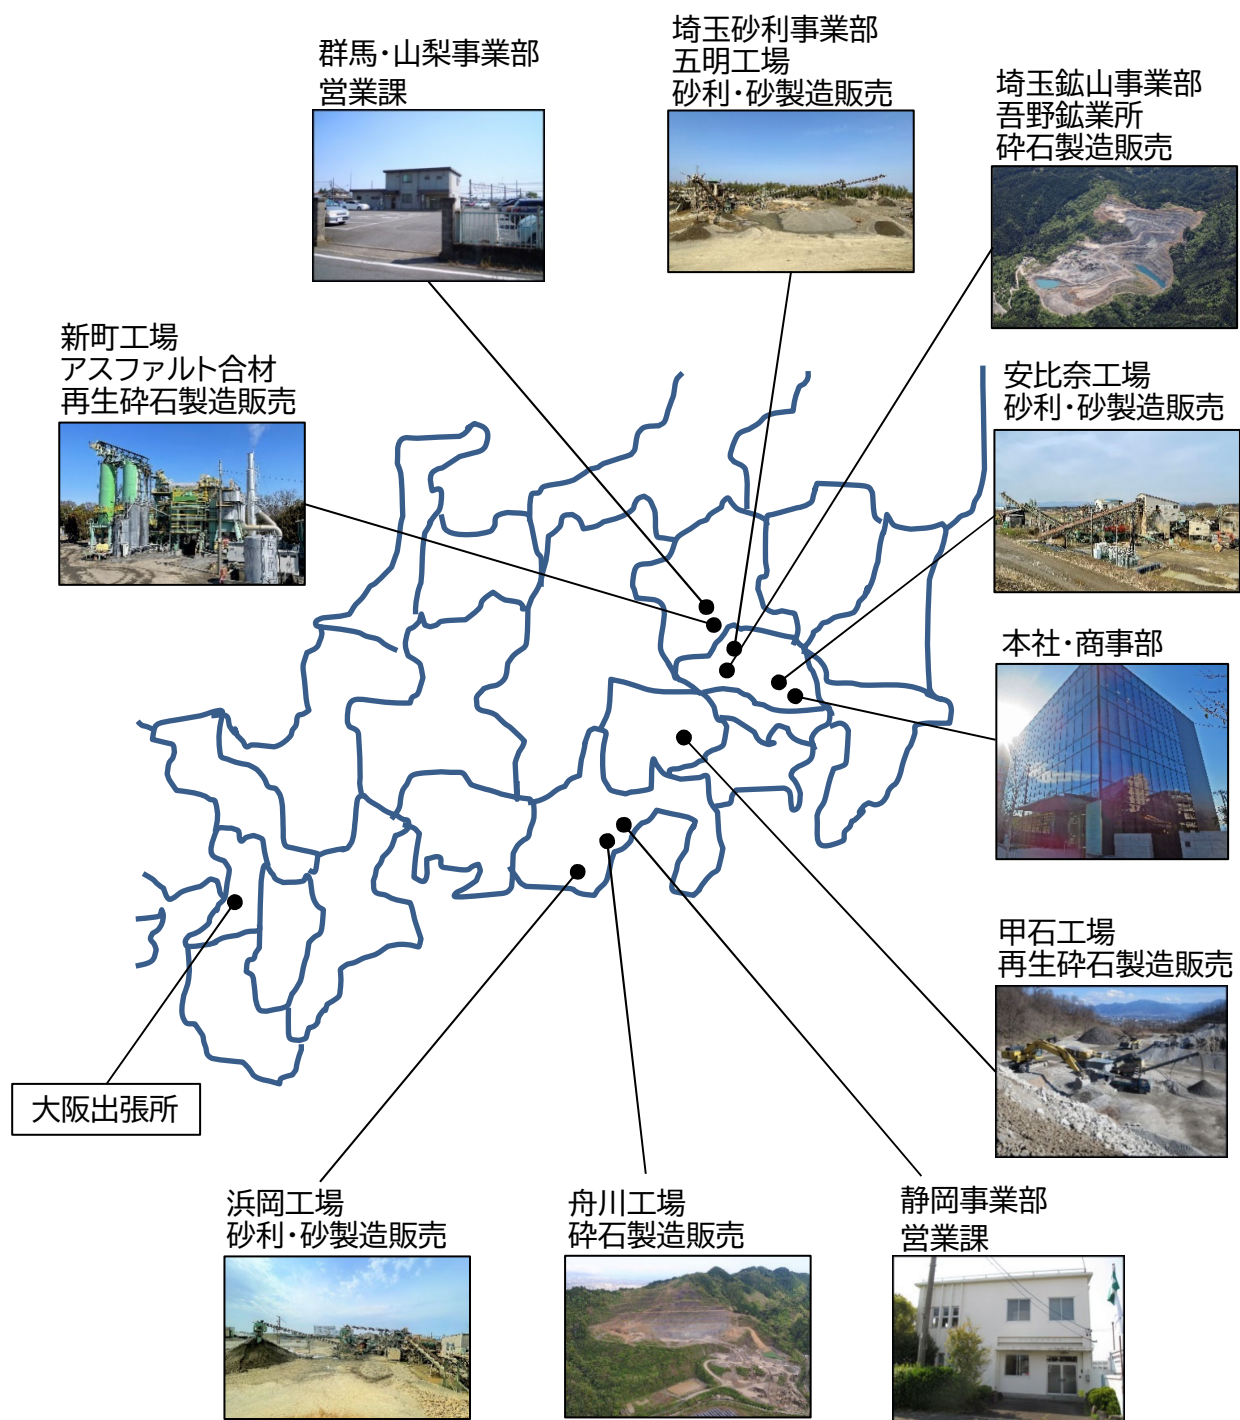 群馬・山梨事業部
営業課
埼玉砂利事業部
五明工場
砂利・砂製造販売
埼玉鉱山事業部
吾野鉱業所
砕石製造販売
新町工場
アスファルト合材
再生砕石製造販売
安比奈工場
砂利・砂製造販売
本社・商事部
甲石工場
再生砕石製造販売
大阪出張所
浜岡工場
砂利・砂製造販売
舟川工場
砕石製造販売
静岡事業部
営業課